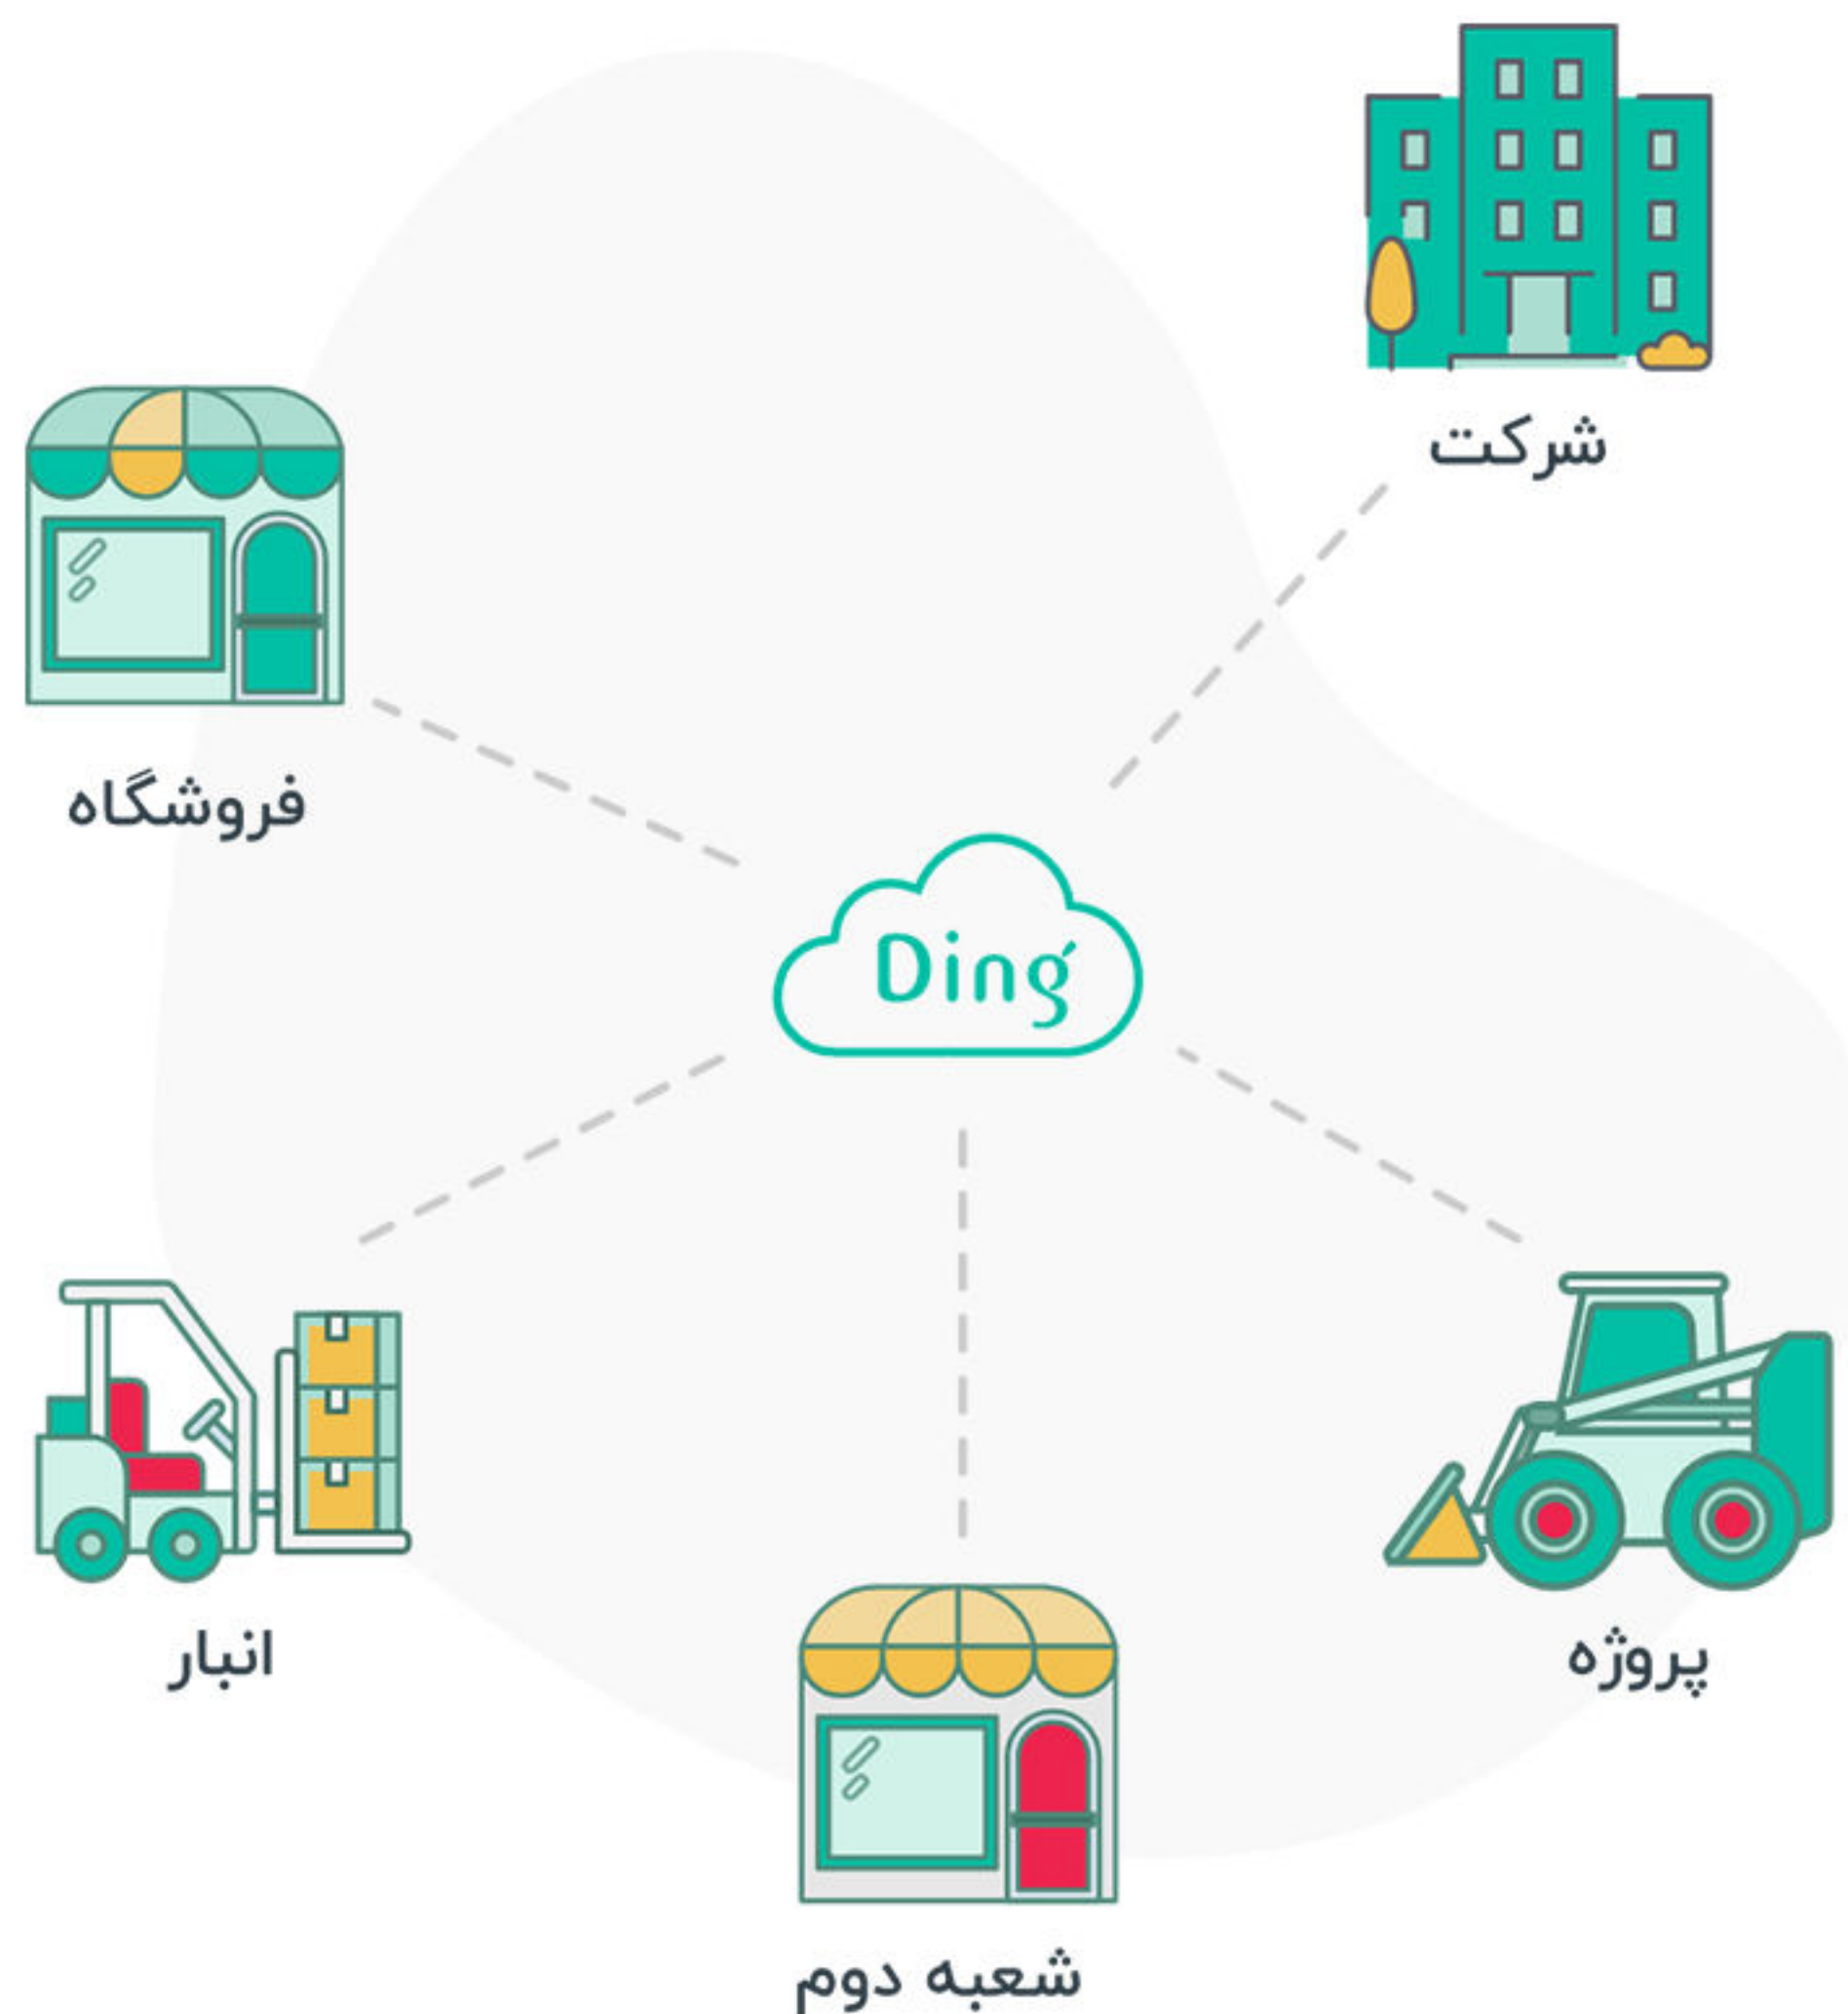 شرکت
فروشگاه
Ding
انبار
پروژه
شعبه دوم